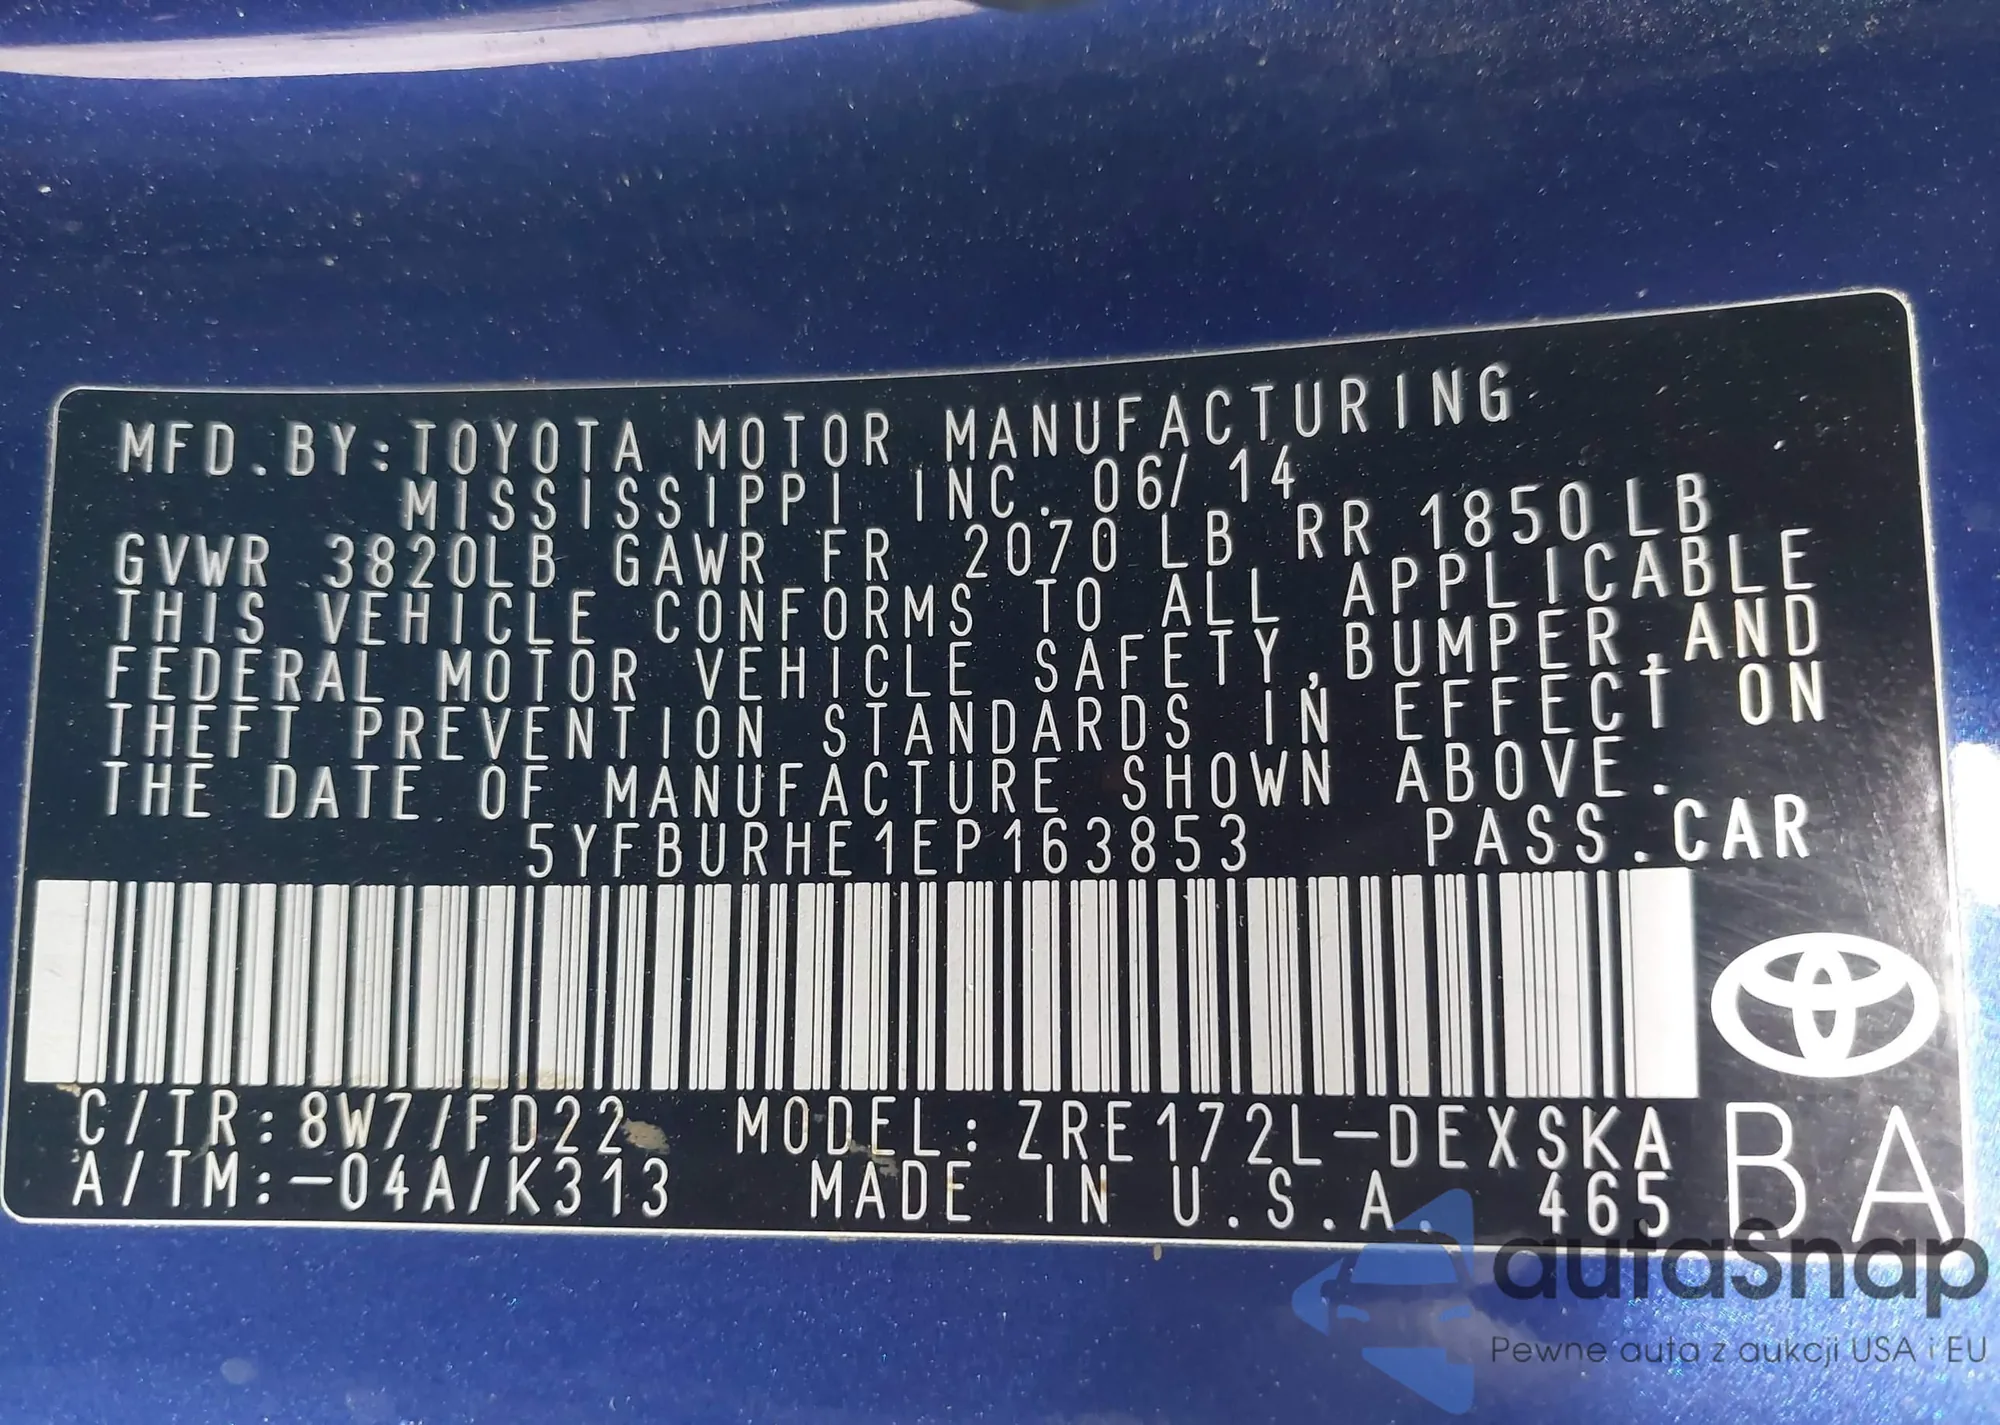 MFD.BY:TOYOTA MOTOR MANUFACTURING
MISSISSIPPI INC. 06/ 14
GVWR 3820LB GAWR FR 2070 LB RR 1850LB
THIS VEHICLE CONFORMS TO ALL APPLICABLE
FEDERAL MOTOR VEHICLE SAFETY,BUMPER,AND
THEFT PREVENTION STANDARDS IN EFFECT ON
THE DATE OF MANUFACTURE SHOWN ABOVE.
5YFBURHE1EP163853 PASS.CAR
C/TR:8W7/FD22 MODEL: ZRE172L-DEXSKA
A/TM:-04A/K313 MADE IN U.S.A. 465
BA
autaSnap
Pewne auta z aukcji USA i EU